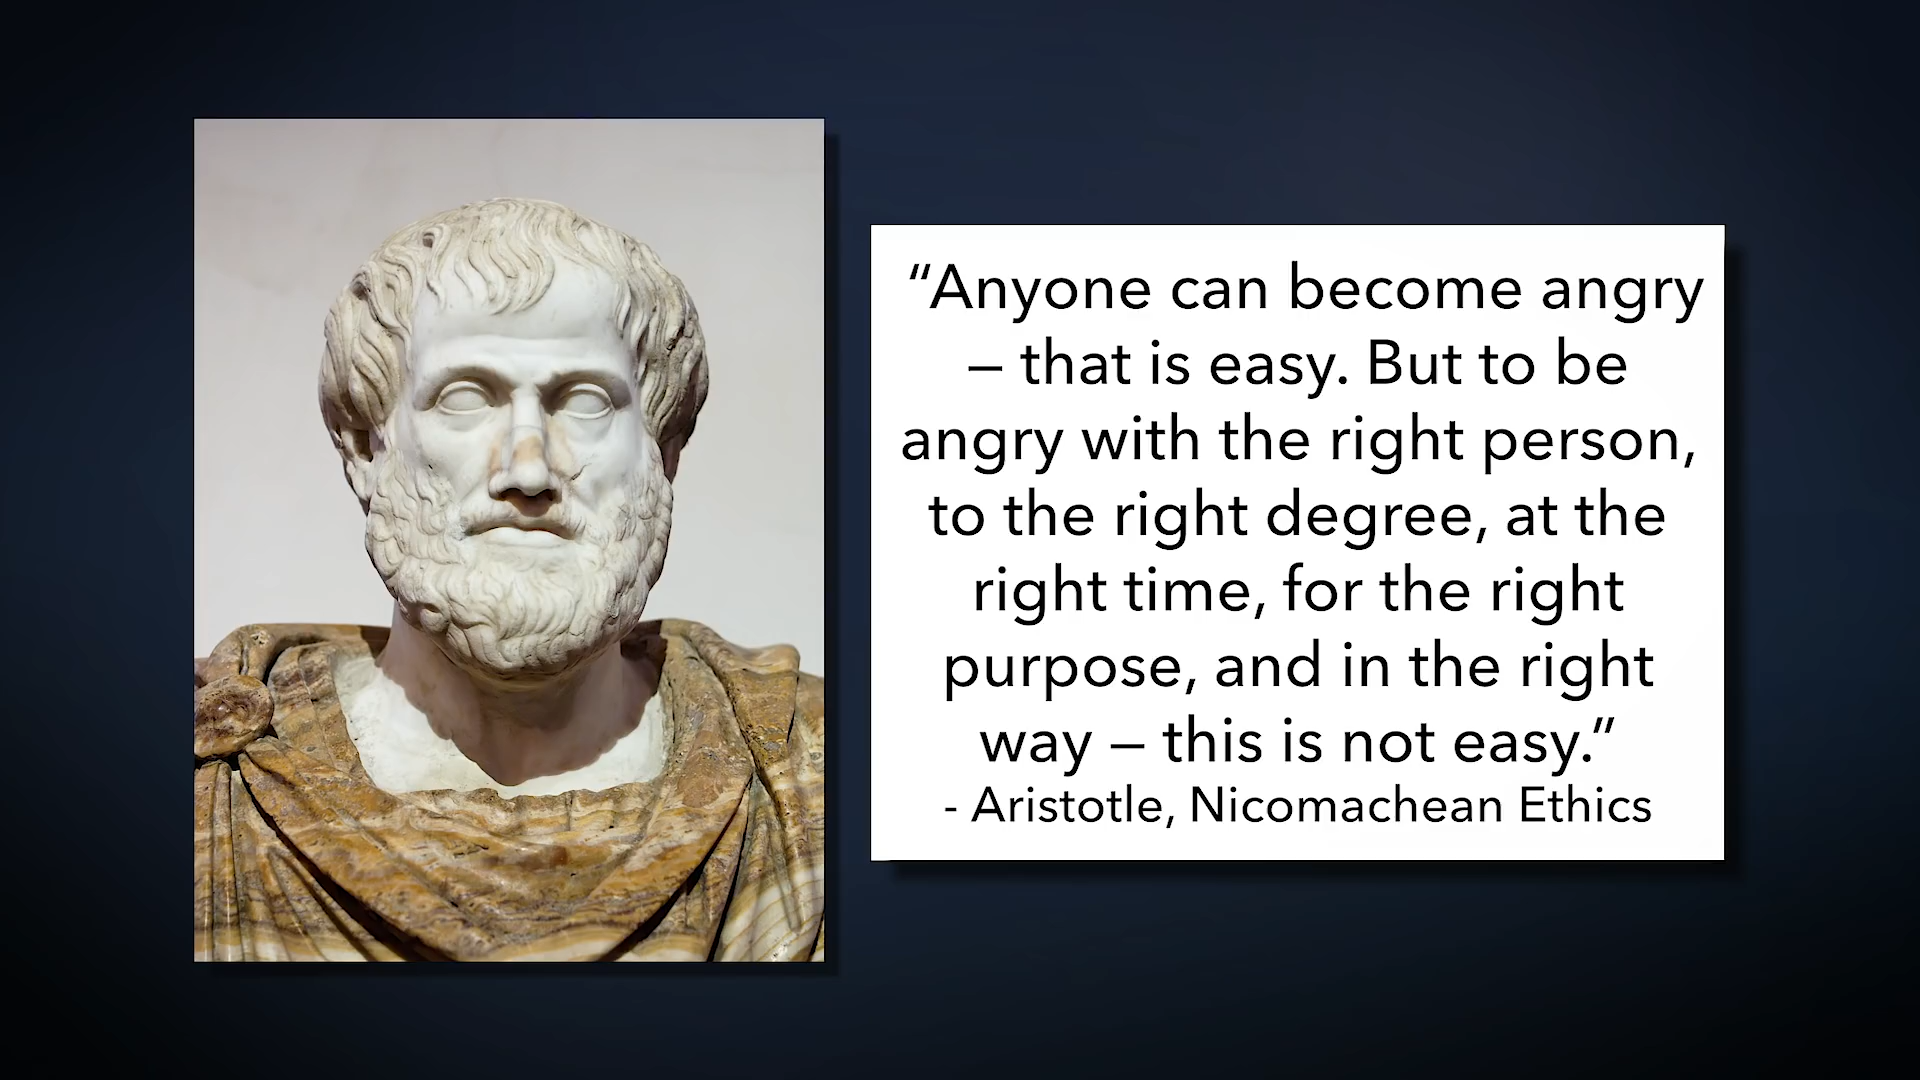 “Anyone can become angry
– that is easy. But to be
angry with the right person,
to the right degree, at the
right time, for the right
purpose, and in the right
way – this is not easy.”
- Aristotle, Nicomachean Ethics